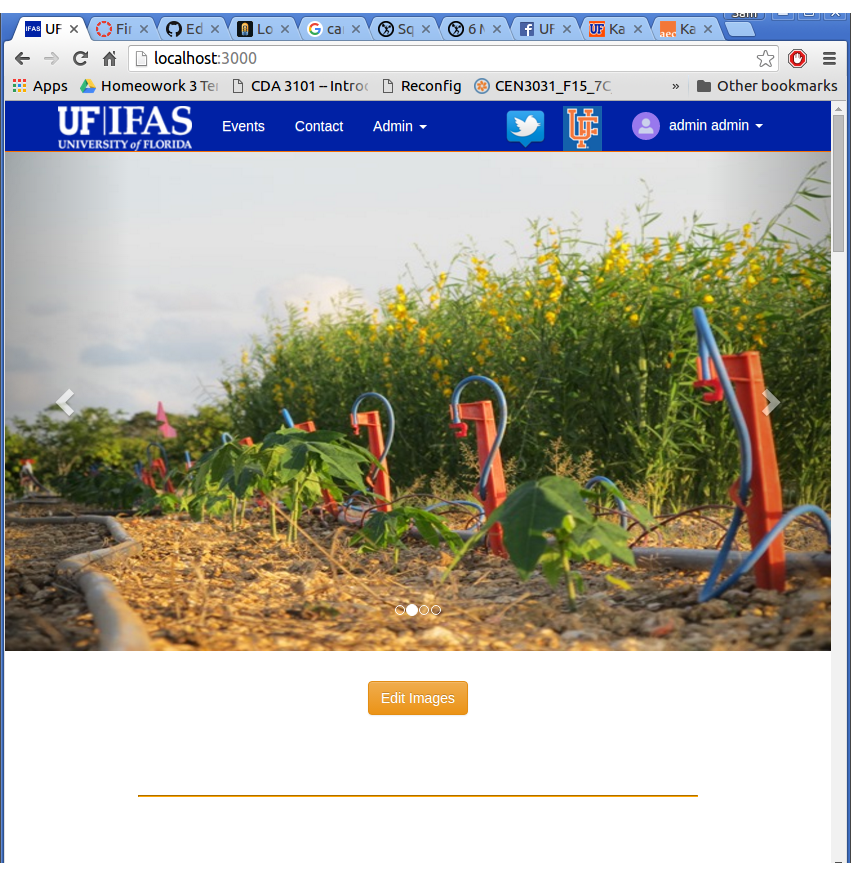 Sam
UF Fir Ed Lo ca Sq 6 M UF Ka Ka
localhost:3000
Apps Homeowork 3 Te CDA 3101 -- Intro Reconfig CEN3031_F15_7C » Other bookmarks
UF|IFAS
UNIVERSITY of FLORIDA
Events Contact Admin admin admin
Edit Images